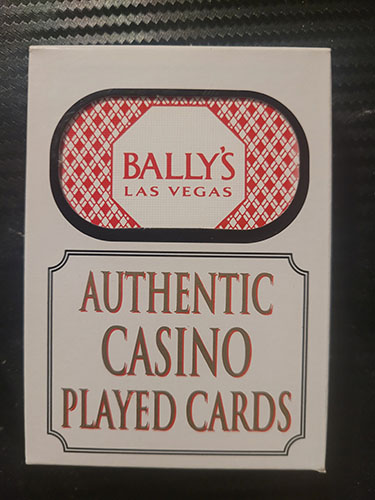 BALLY'S
LAS VEGAS
AUTHENTIC
CASINO
PLAYED CARDS